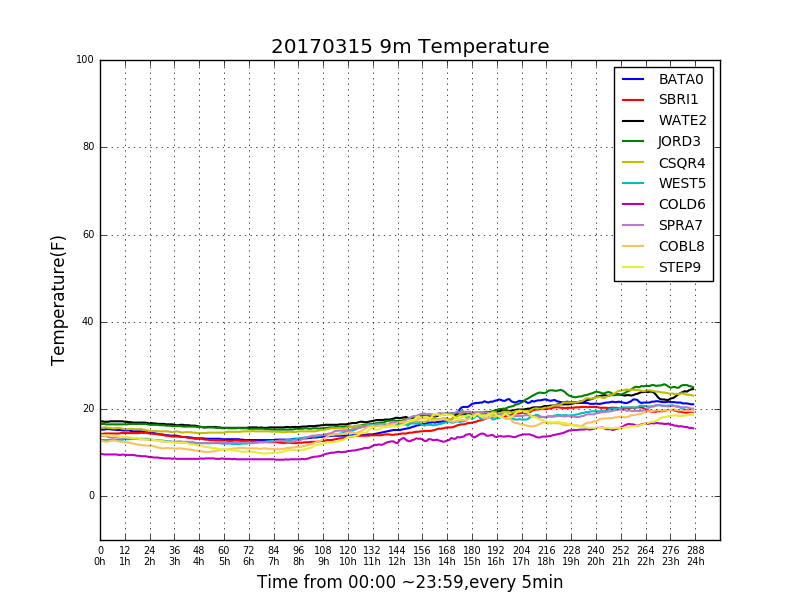 20170315 9m Temperature
100
80
60
40
20
0
Temperature(F)
BATA0
SBRI1
WATE2
JORD3
CSQR4
WEST5
COLD6
SPRA7
COBL8
STEP9
0 12 24 36 48 60 72 84 96 108 120 132 144 156 168 180 192 204 216 228 240 252 264 276 288
0h 1h 2h 3h 4h 5h 6h 7h 8h 9h 10h 11h 12h 13h 14h 15h 16h 17h 18h 19h 20h 21h 22h 23h 24h
Time from 00:00 ~23:59,every 5min